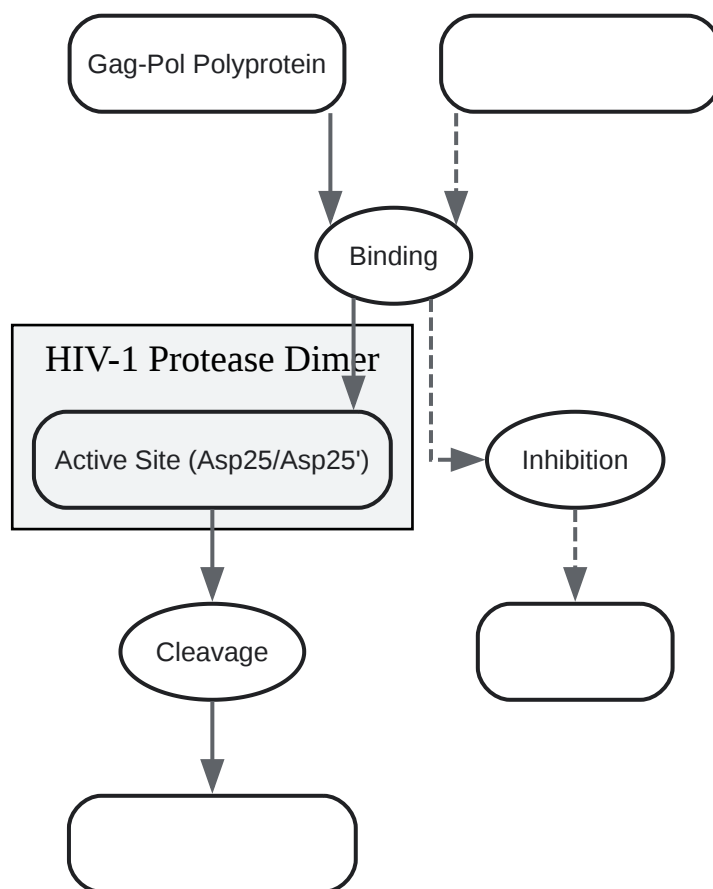 Gag-Pol Polyprotein
Binding
HIV-1 Protease Dimer
Active Site (Asp25/Asp25')
Inhibition
Cleavage